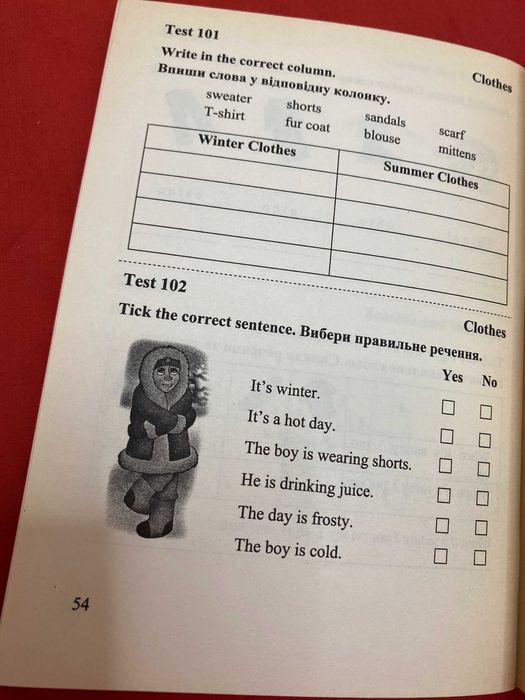 Test 101
Clothes
Write in the correct column.
Впиши слова у відповідну колонку.
sweater shorts sandals scarf
T-shirt fur coat blouse mittens
Winter Clothes Summer Clothes
Test 102
Clothes
Tick the correct sentence. Вибери правильне речення.
Yes No
It's winter.
It's a hot day.
The boy is wearing shorts.
He is drinking juice.
The day is frosty.
The boy is cold.
54